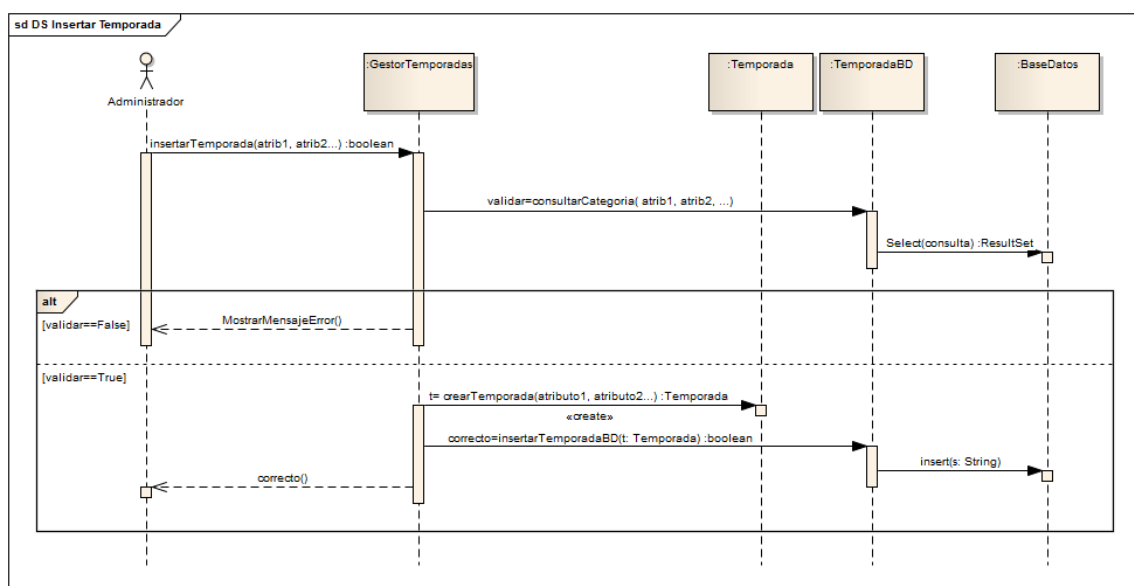 sd DS Insertar Temporada
:GestorTemporadas
:Temporada
:TemporadaBD
:BaseDatos
Administrador
insertarTemporada(atrib1, atrib2...) :boolean
validar=consultarCategoria( atrib1, atrib2, ...)
Select(consulta) :ResultSet
alt
[validar==False]
MostrarMensajeError()
[validar==True]
t= crearTemporada(atributo1, atributo2...) :Temporada
«create»
correcto=insertarTemporadaBD(t: Temporada) :boolean
insert(s: String)
correcto()